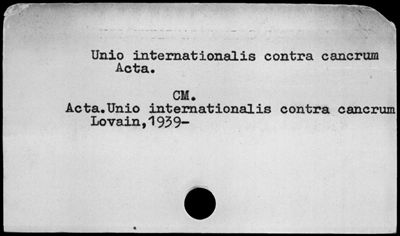 Unio internationalis contra cancrum
Acta.
CM.
Acta.Unio internationalis contra cancrum
Lovain,1939-